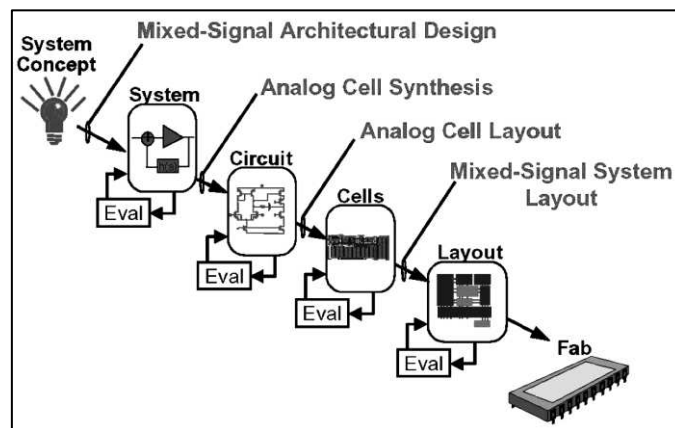 System
Concept
Mixed-Signal Architectural Design
System
Analog Cell Synthesis
Eval
Circuit
Analog Cell Layout
Eval
Cells
Mixed-Signal System
Layout
Eval
Layout
Eval
Fab